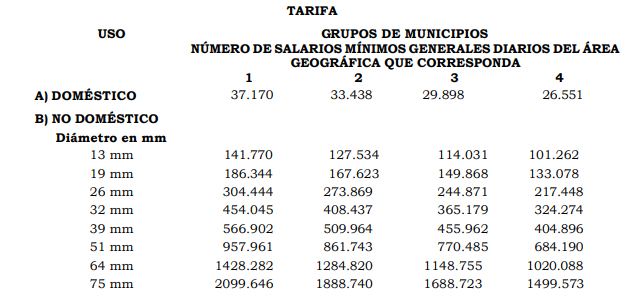 TARIFA
USO GRUPOS DE MUNICIPIOS
NÚMERO DE SALARIOS MÍNIMOS GENERALES DIARIOS DEL ÁREA
GEOGRÁFICA QUE CORRESPONDA
1 2 3 4
A) DOMÉSTICO 37.170 33.438 29.898 26.551
B) NO DOMÉSTICO
Diámetro en mm
13 mm 141.770 127.534 114.031 101.262
19 mm 186.344 167.623 149.868 133.078
26 mm 304.444 273.869 244.871 217.448
32 mm 454.045 408.437 365.179 324.274
39 mm 566.902 509.964 455.962 404.896
51 mm 957.961 861.743 770.485 684.190
64 mm 1428.282 1284.820 1148.755 1020.088
75 mm 2099.646 1888.740 1688.723 1499.573